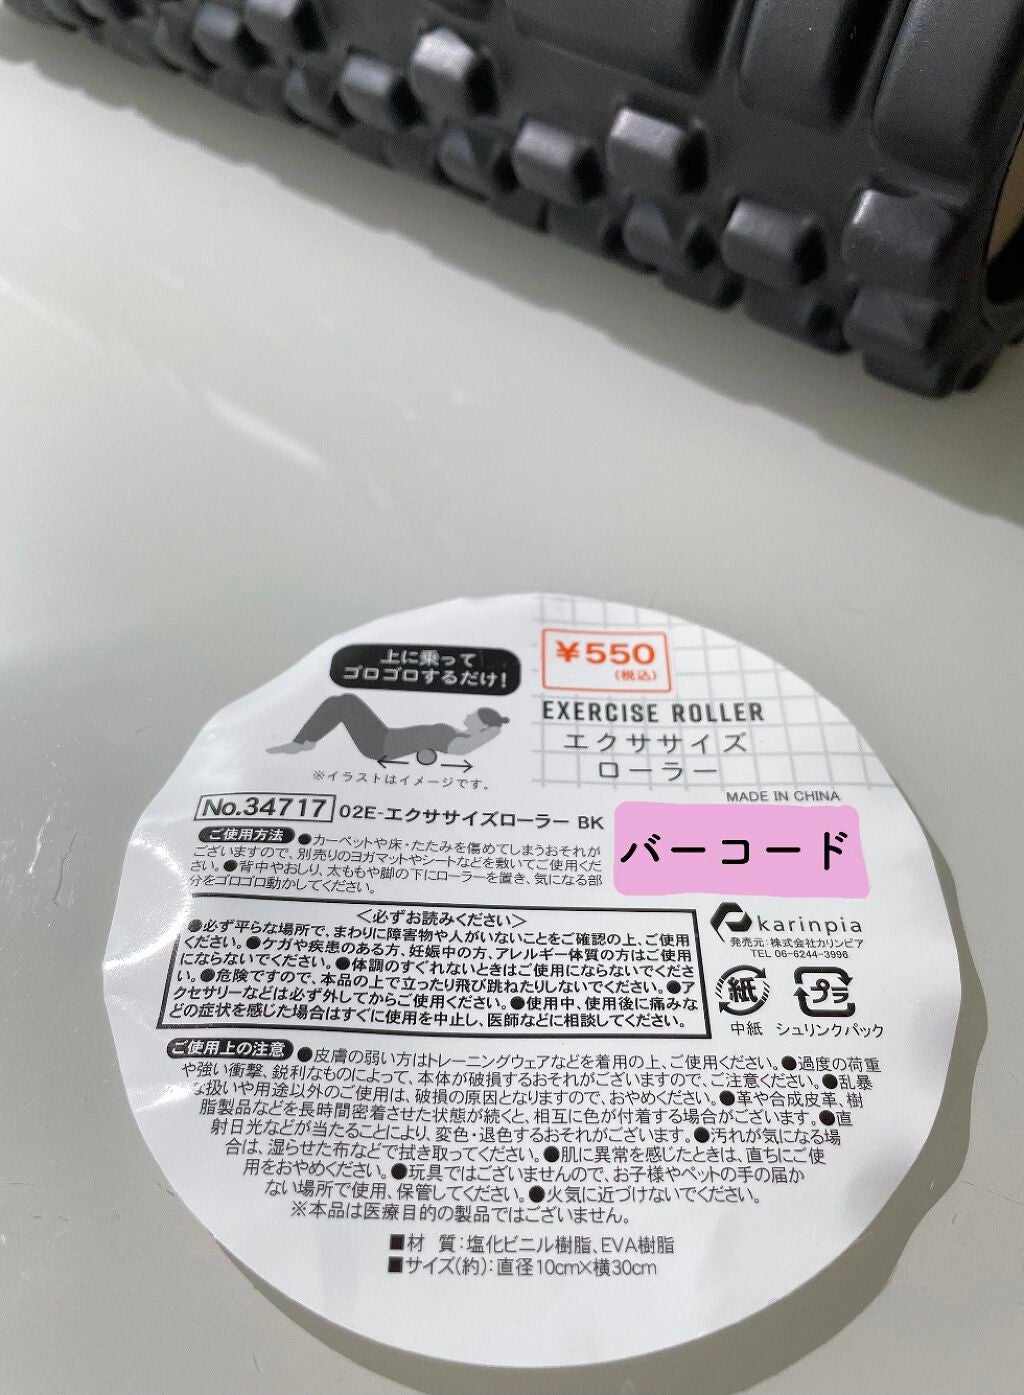 上に乗って
ゴロゴロするだけ!
※イラストはイメージです。
¥550
(税込)
EXERCISE ROLLER
エクササイズ
ローラー
MADE IN CHINA
No.34717 02E-エクササイズローラー BK
バーコード
ご使用方法 ●カーペットや床・たたみを傷めてしまうおそれが
ございますので、別売りのヨガマットやシートなどを敷いてご使用くだ
さい。●背中やおしり、太ももや脚の下にローラーを置き、気になる部
分をゴロゴロ動かしてください。
<必ずお読みください>
●必ず平らな場所で、まわりに障害物や人がいないことをご確認の上、ご使用
ください。●ケガや疾患のある方、妊娠中の方、アレルギー体質の方はご使用
にならないでください。●体調のすぐれないときはご使用にならないでくださ
い。●危険ですので、本品の上で立ったり飛び跳ねたりしないでください。●ア
クセサリーなどは必ず外してからご使用ください。●使用中、使用後に痛みな
どの症状を感じた場合はすぐに使用を中止し、医師などに相談してください。
karinpia
発売元:株式会社カリンピア
TEL 06-6244-3996
紙 プラ
中紙 シュリンクパック
ご使用上の注意 ●皮膚の弱い方はトレーニングウェアなどを着用の上、ご使用ください。●過度の荷重
や強い衝撃、鋭利なものによって、本体が破損するおそれがございますので、ご注意ください。●乱暴
な扱いや用途以外のご使用は、破損の原因となりますので、おやめください。●革や合成皮革、樹
脂製品などを長時間密着させた状態が続くと、相互に色が付着する場合がございます。●直
射日光などが当たることにより、変色・退色するおそれがございます。●汚れが気になる場
合は、湿らせた布などで拭き取ってください。●肌に異常を感じたときは、直ちにご使
用をおやめください。●玩具ではございませんので、お子様やペットの手の届か
ない場所で使用、保管してください。●火気に近づけないでください。
※本品は医療目的の製品ではございません。
■材 質:塩化ビニル樹脂、EVA樹脂
■サイズ(約):直径10cm×横30cm